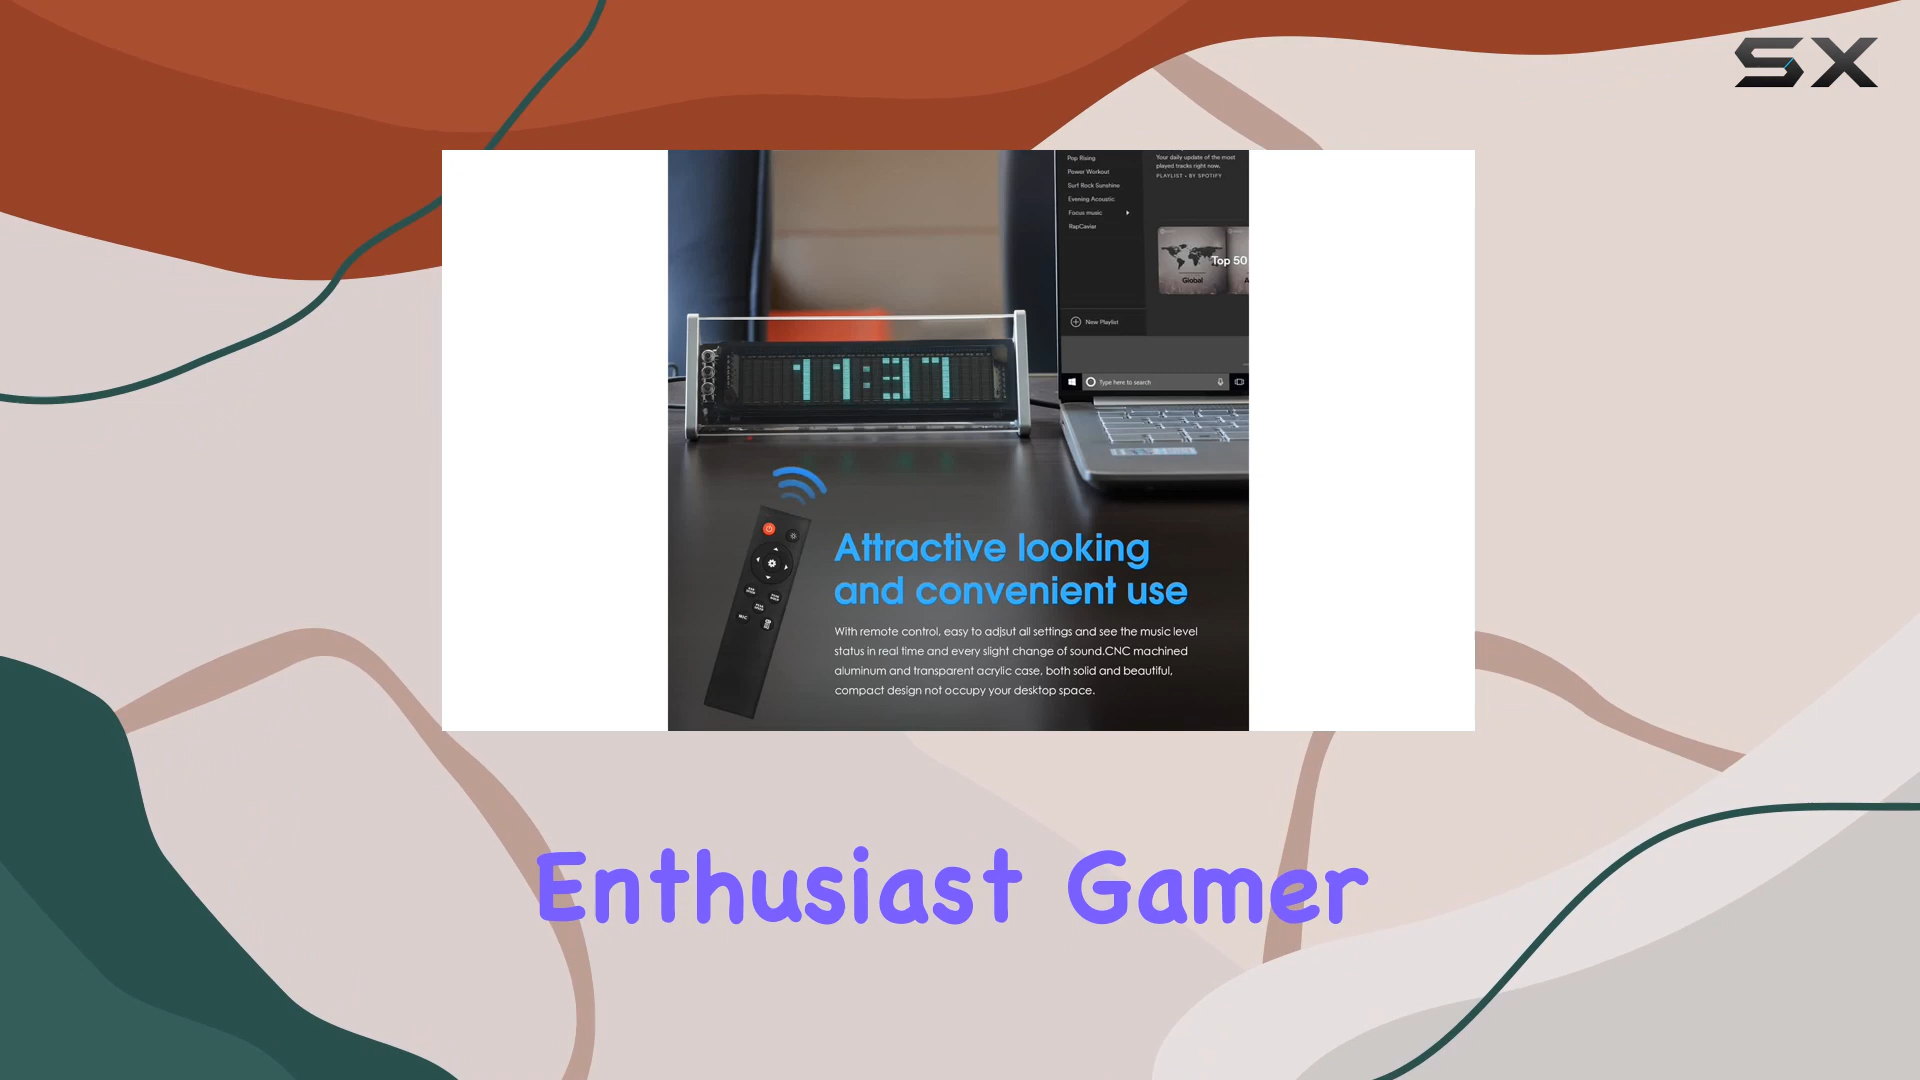 SX
Pop Rising
Power Workout
Surf Rock Sunshine
Evening Acoustic
Focus music
RapCaviar
Your daily update of the most
played tracks right now.
PLAYLIST • BY SPOTIFY
Top 50
Global
New Playlist
Type here to search
11:37
MIC
Attractive looking
and convenient use
With remote control, easy to adjsut all settings and see the music level
status in real time and every slight change of sound.CNC machined
aluminum and transparent acrylic case, both solid and beautiful,
compact design not occupy your desktop space.
Enthusiast Gamer